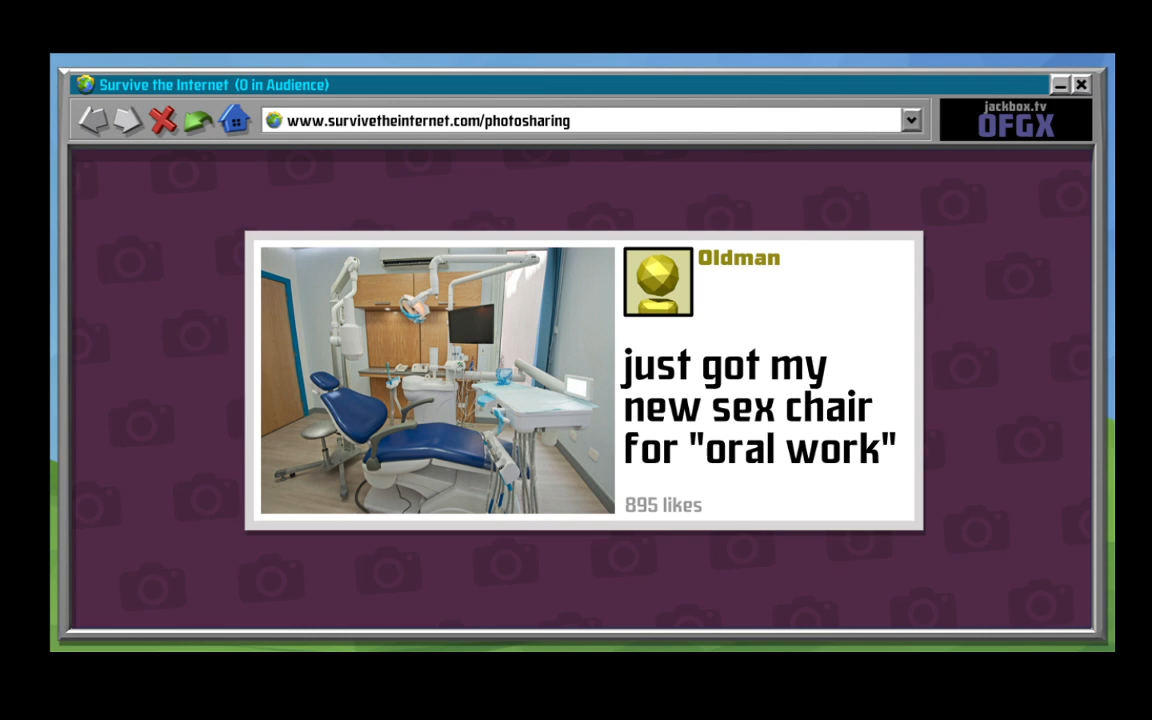 Survive the Internet (0 in Audience)
www.survivetheinternet.com/photosharing
jackbox.tv
OFGX
Oldman
just got my
new sex chair
for "oral work"
895 likes